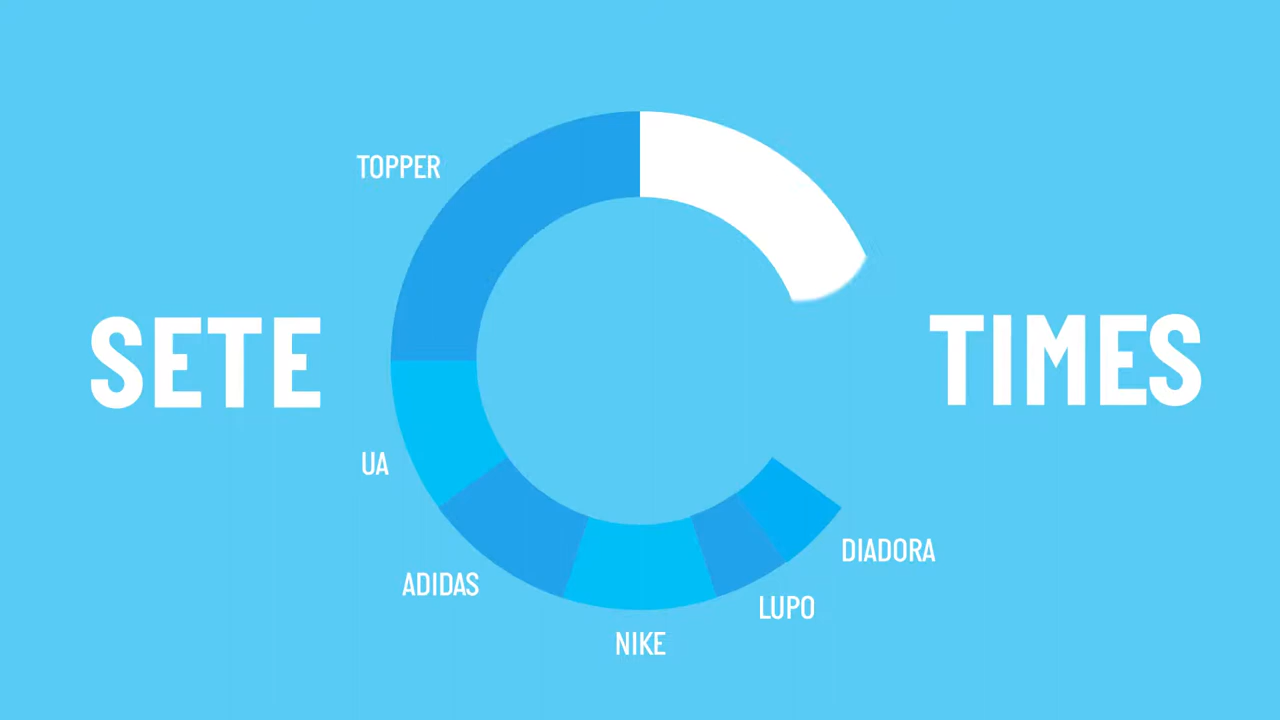 TOPPER
SETE
TIMES
UA
ADIDAS
NIKE
LUPO
DIADORA